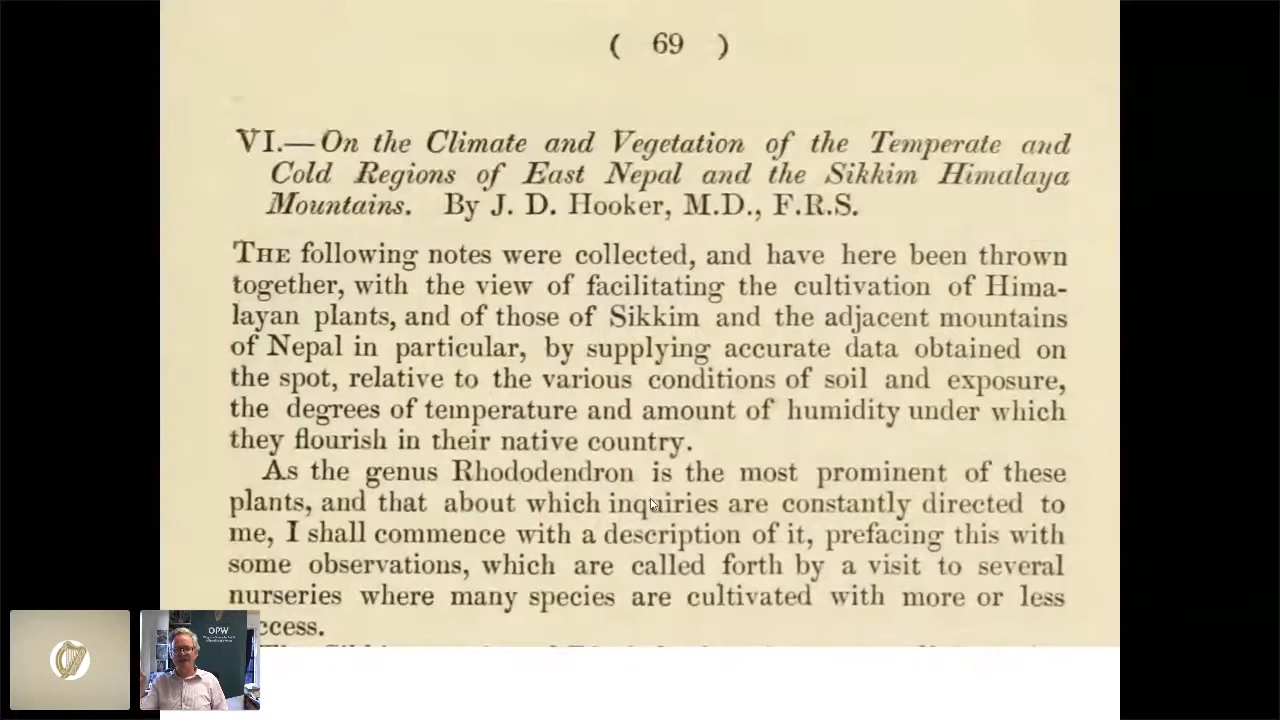 ( 69 )
VI.—On the Climate and Vegetation of the Temperate and
Cold Regions of East Nepal and the Sikkim Himalaya
Mountains. By J. D. Hooker, M.D., F.R.S.
THE following notes were collected, and have here been thrown
together, with the view of facilitating the cultivation of Hima-
layan plants, and of those of Sikkim and the adjacent mountains
of Nepal in particular, by supplying accurate data obtained on
the spot, relative to the various conditions of soil and exposure,
the degrees of temperature and amount of humidity under which
they flourish in their native country.
As the genus Rhododendron is the most prominent of these
plants, and that about which inquiries are constantly directed to
me, I shall commence with a description of it, prefacing this with
some observations, which are called forth by a visit to several
nurseries where many species are cultivated with more or less
ccess.
OPW